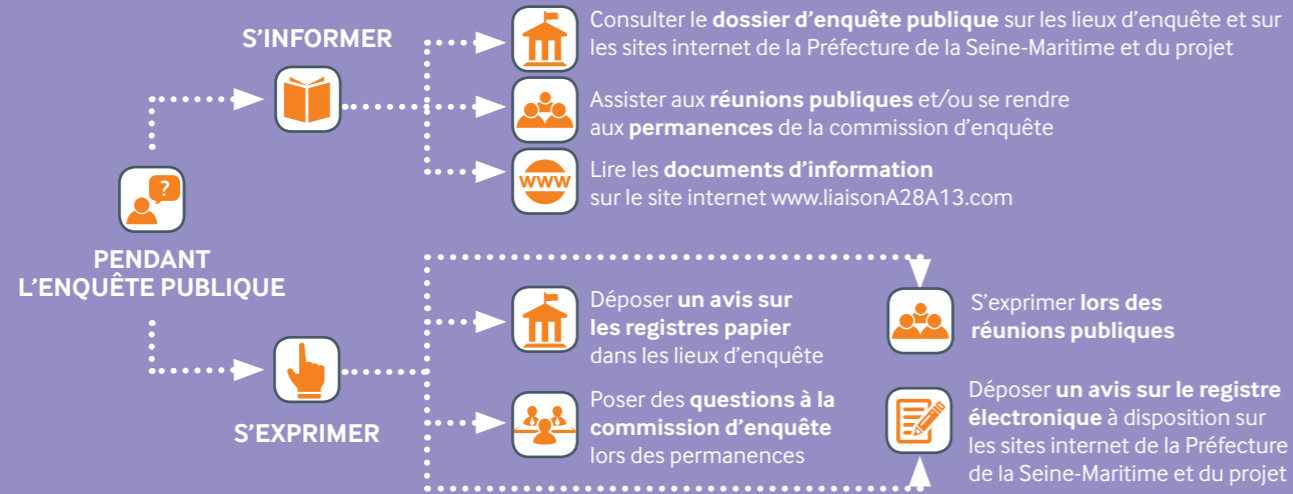 S'INFORMER
Consulter le dossier d'enquête publique sur les lieux d'enquête et sur
les sites internet de la Préfecture de la Seine-Maritime et du projet
Assister aux réunions publiques et/ou se rendre
aux permanences de la commission d'enquête
www
Lire les documents d'information
sur le site internet www.liaisonA28A13.com
?
PENDANT
L'ENQUÊTE PUBLIQUE
S'EXPRIMER
Déposer un avis sur
les registres papier
dans les lieux d'enquête
S'exprimer lors des
réunions publiques
Poser des questions à la
commission d'enquête
lors des permanences
Déposer un avis sur le registre
électronique à disposition sur
les sites internet de la Préfecture
de la Seine-Maritime et du projet